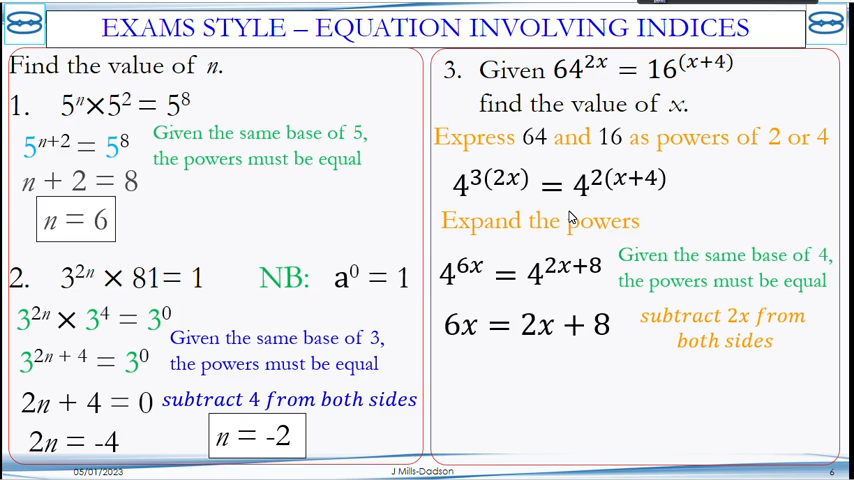 EXAMS STYLE – EQUATION INVOLVING INDICES
Find the value of n.
1. 5ⁿ×5² = 5⁸
5ⁿ⁺² = 5⁸
Given the same base of 5,
the powers must be equal
n + 2 = 8
n = 6
2. 3²ⁿ × 81= 1 NB: a⁰ = 1
3²ⁿ × 3⁴ = 3⁰
3²ⁿ ⁺ ⁴ = 3⁰
Given the same base of 3,
the powers must be equal
2n + 4 = 0 subtract 4 from both sides
2n = -4
n = -2
3. Given 64²ˣ = 16⁽ˣ⁺⁴⁾
find the value of x.
Express 64 and 16 as powers of 2 or 4
4³⁽²ˣ⁾ = 4²⁽ˣ⁺⁴⁾
Expand the powers
4⁶ˣ = 4²ˣ⁺⁸
Given the same base of 4,
the powers must be equal
6x = 2x + 8
subtract 2x from
both sides
05/01/2023
J Mills-Dadson
6